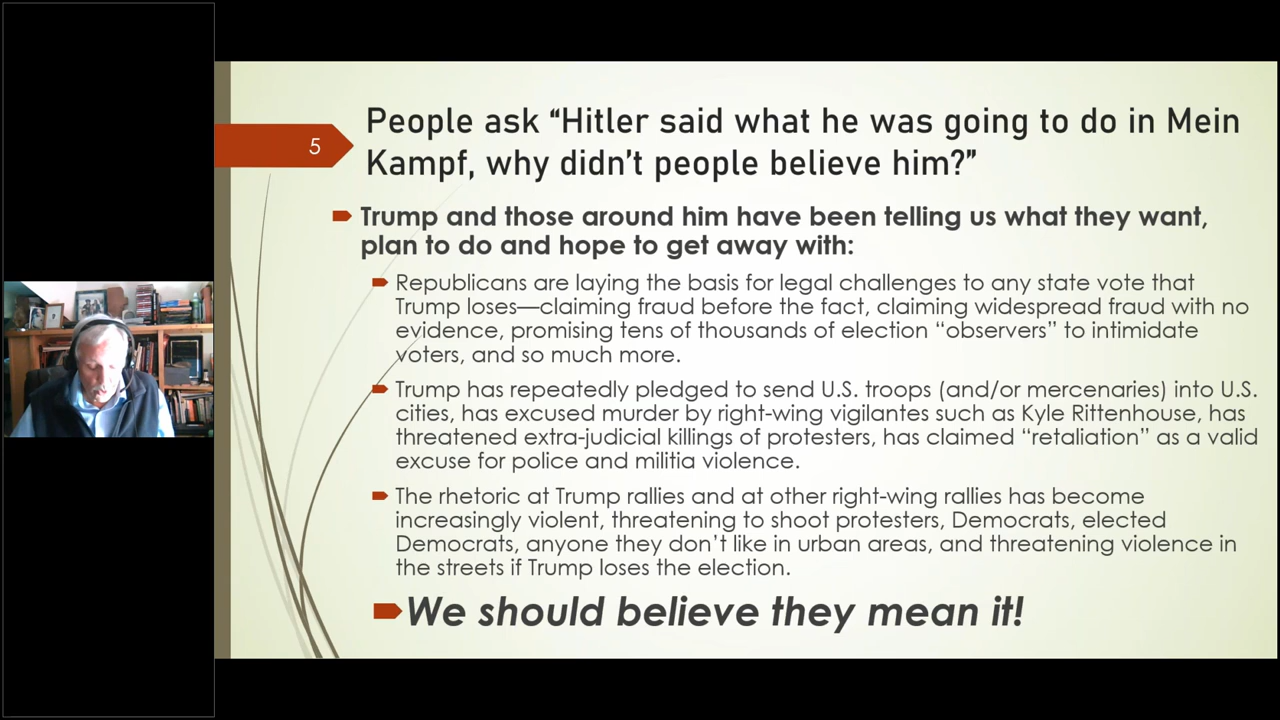 5
People ask “Hitler said what he was going to do in Mein
Kampf, why didn’t people believe him?”
Trump and those around him have been telling us what they want,
plan to do and hope to get away with:
Republicans are laying the basis for legal challenges to any state vote that
Trump loses—claiming fraud before the fact, claiming widespread fraud with no
evidence, promising tens of thousands of election “observers” to intimidate
voters, and so much more.
Trump has repeatedly pledged to send U.S. troops (and/or mercenaries) into U.S.
cities, has excused murder by right-wing vigilantes such as Kyle Rittenhouse, has
threatened extra-judicial killings of protesters, has claimed “retaliation” as a valid
excuse for police and militia violence.
The rhetoric at Trump rallies and at other right-wing rallies has become
increasingly violent, threatening to shoot protesters, Democrats, elected
Democrats, anyone they don’t like in urban areas, and threatening violence in
the streets if Trump loses the election.
We should believe they mean it!